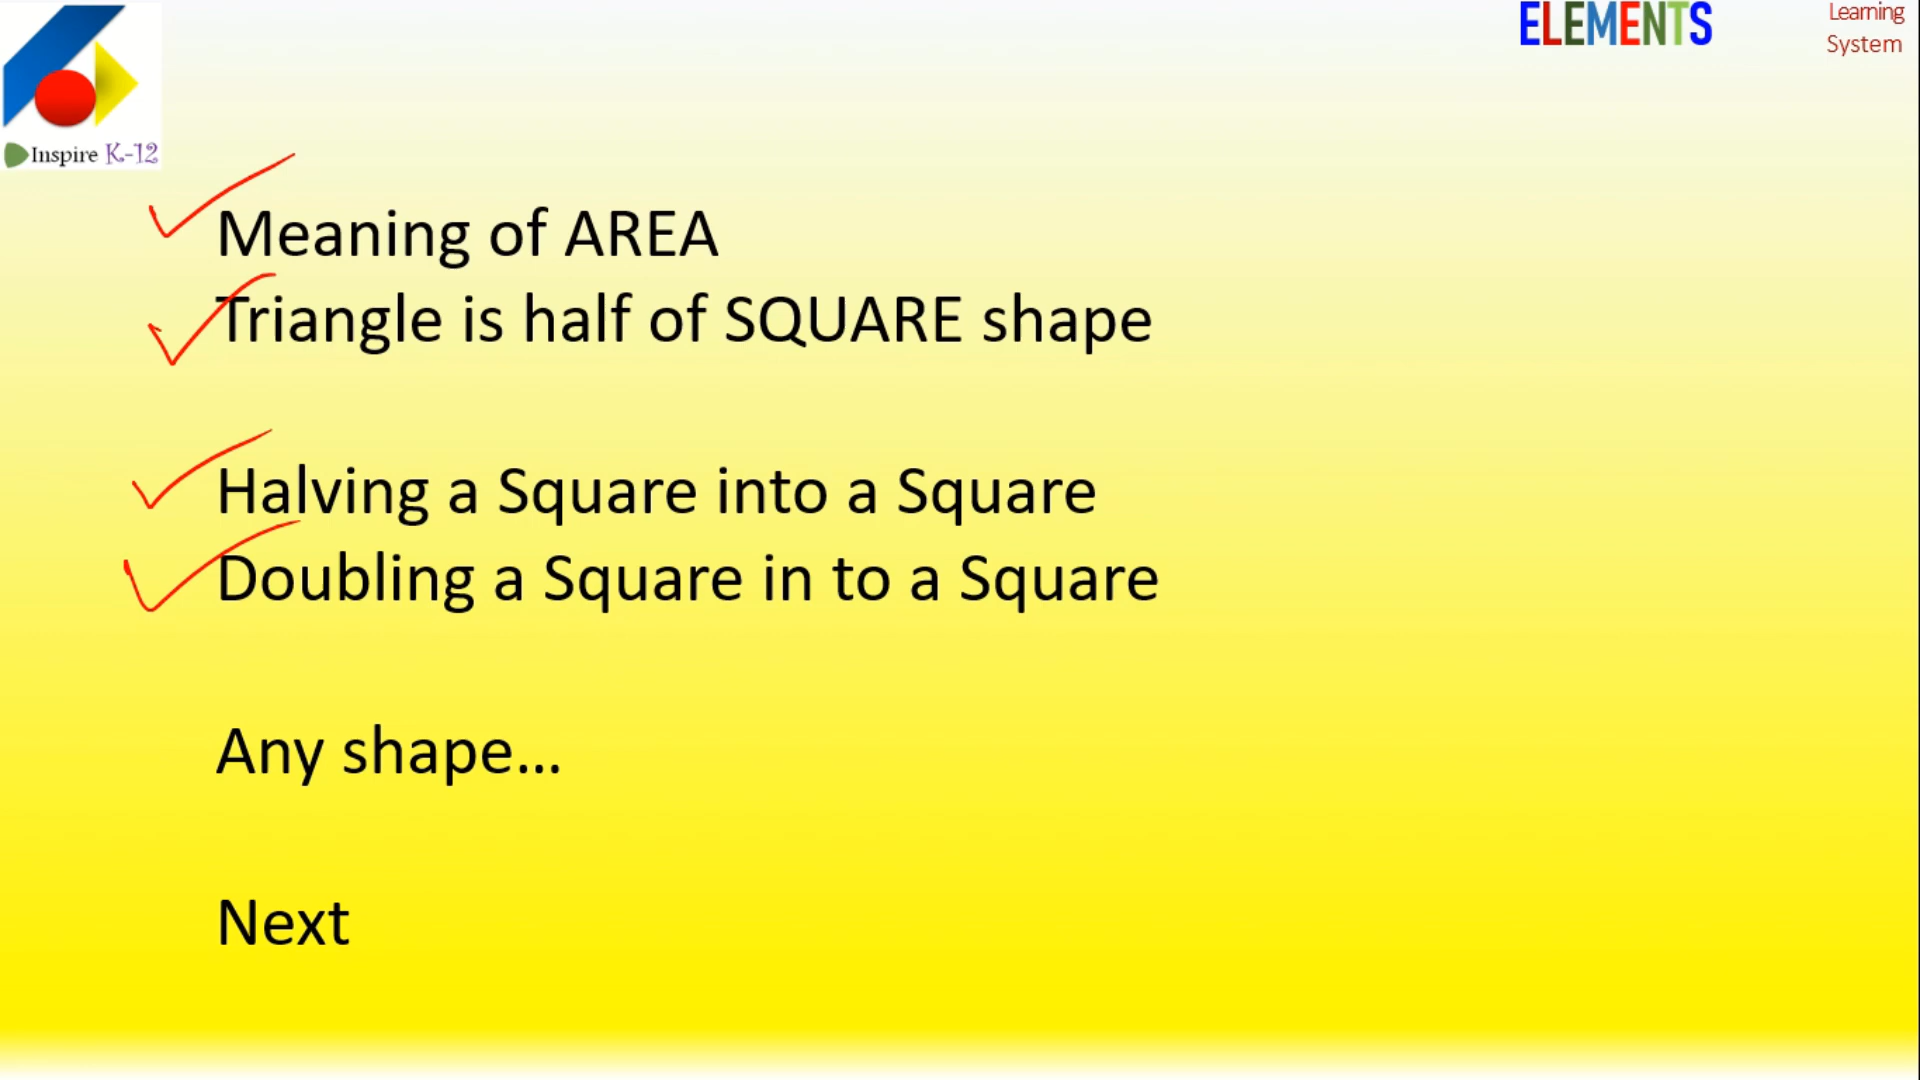 ELEMENTS
Learning
System
Inspire K-12
Meaning of AREA
Triangle is half of SQUARE shape
Halving a Square into a Square
Doubling a Square in to a Square
Any shape...
Next